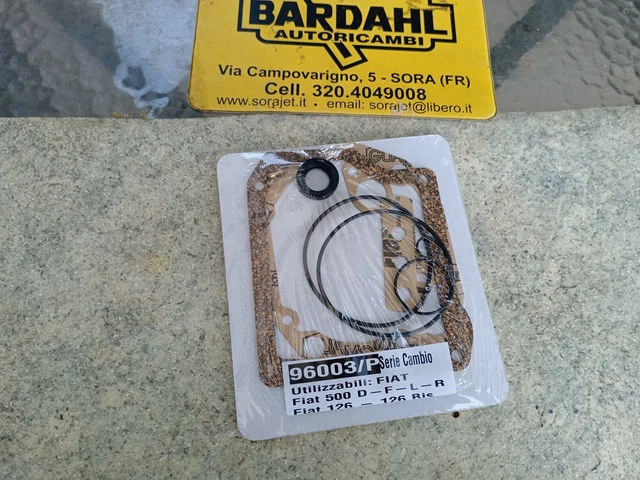 BARDAHL
AUTORICAMBI
Via Campovarigno, 5 - SORA (FR)
Cell. 320.4049008
www.sorajet.it • email: sorajet@libero.it
GUAR
96003/P Serie Cambio
Utilizzabili: FIAT
Fiat 500 D - F - L - R
Fiat 126 - 126 Bis